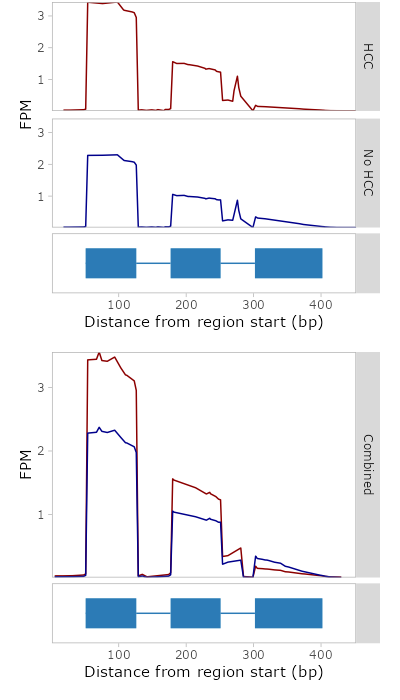 3
2
1
HCC
FPM
3
2
1
No HCC
100 200 300 400
Distance from region start (bp)
3
2
1
FPM
Combined
100 200 300 400
Distance from region start (bp)